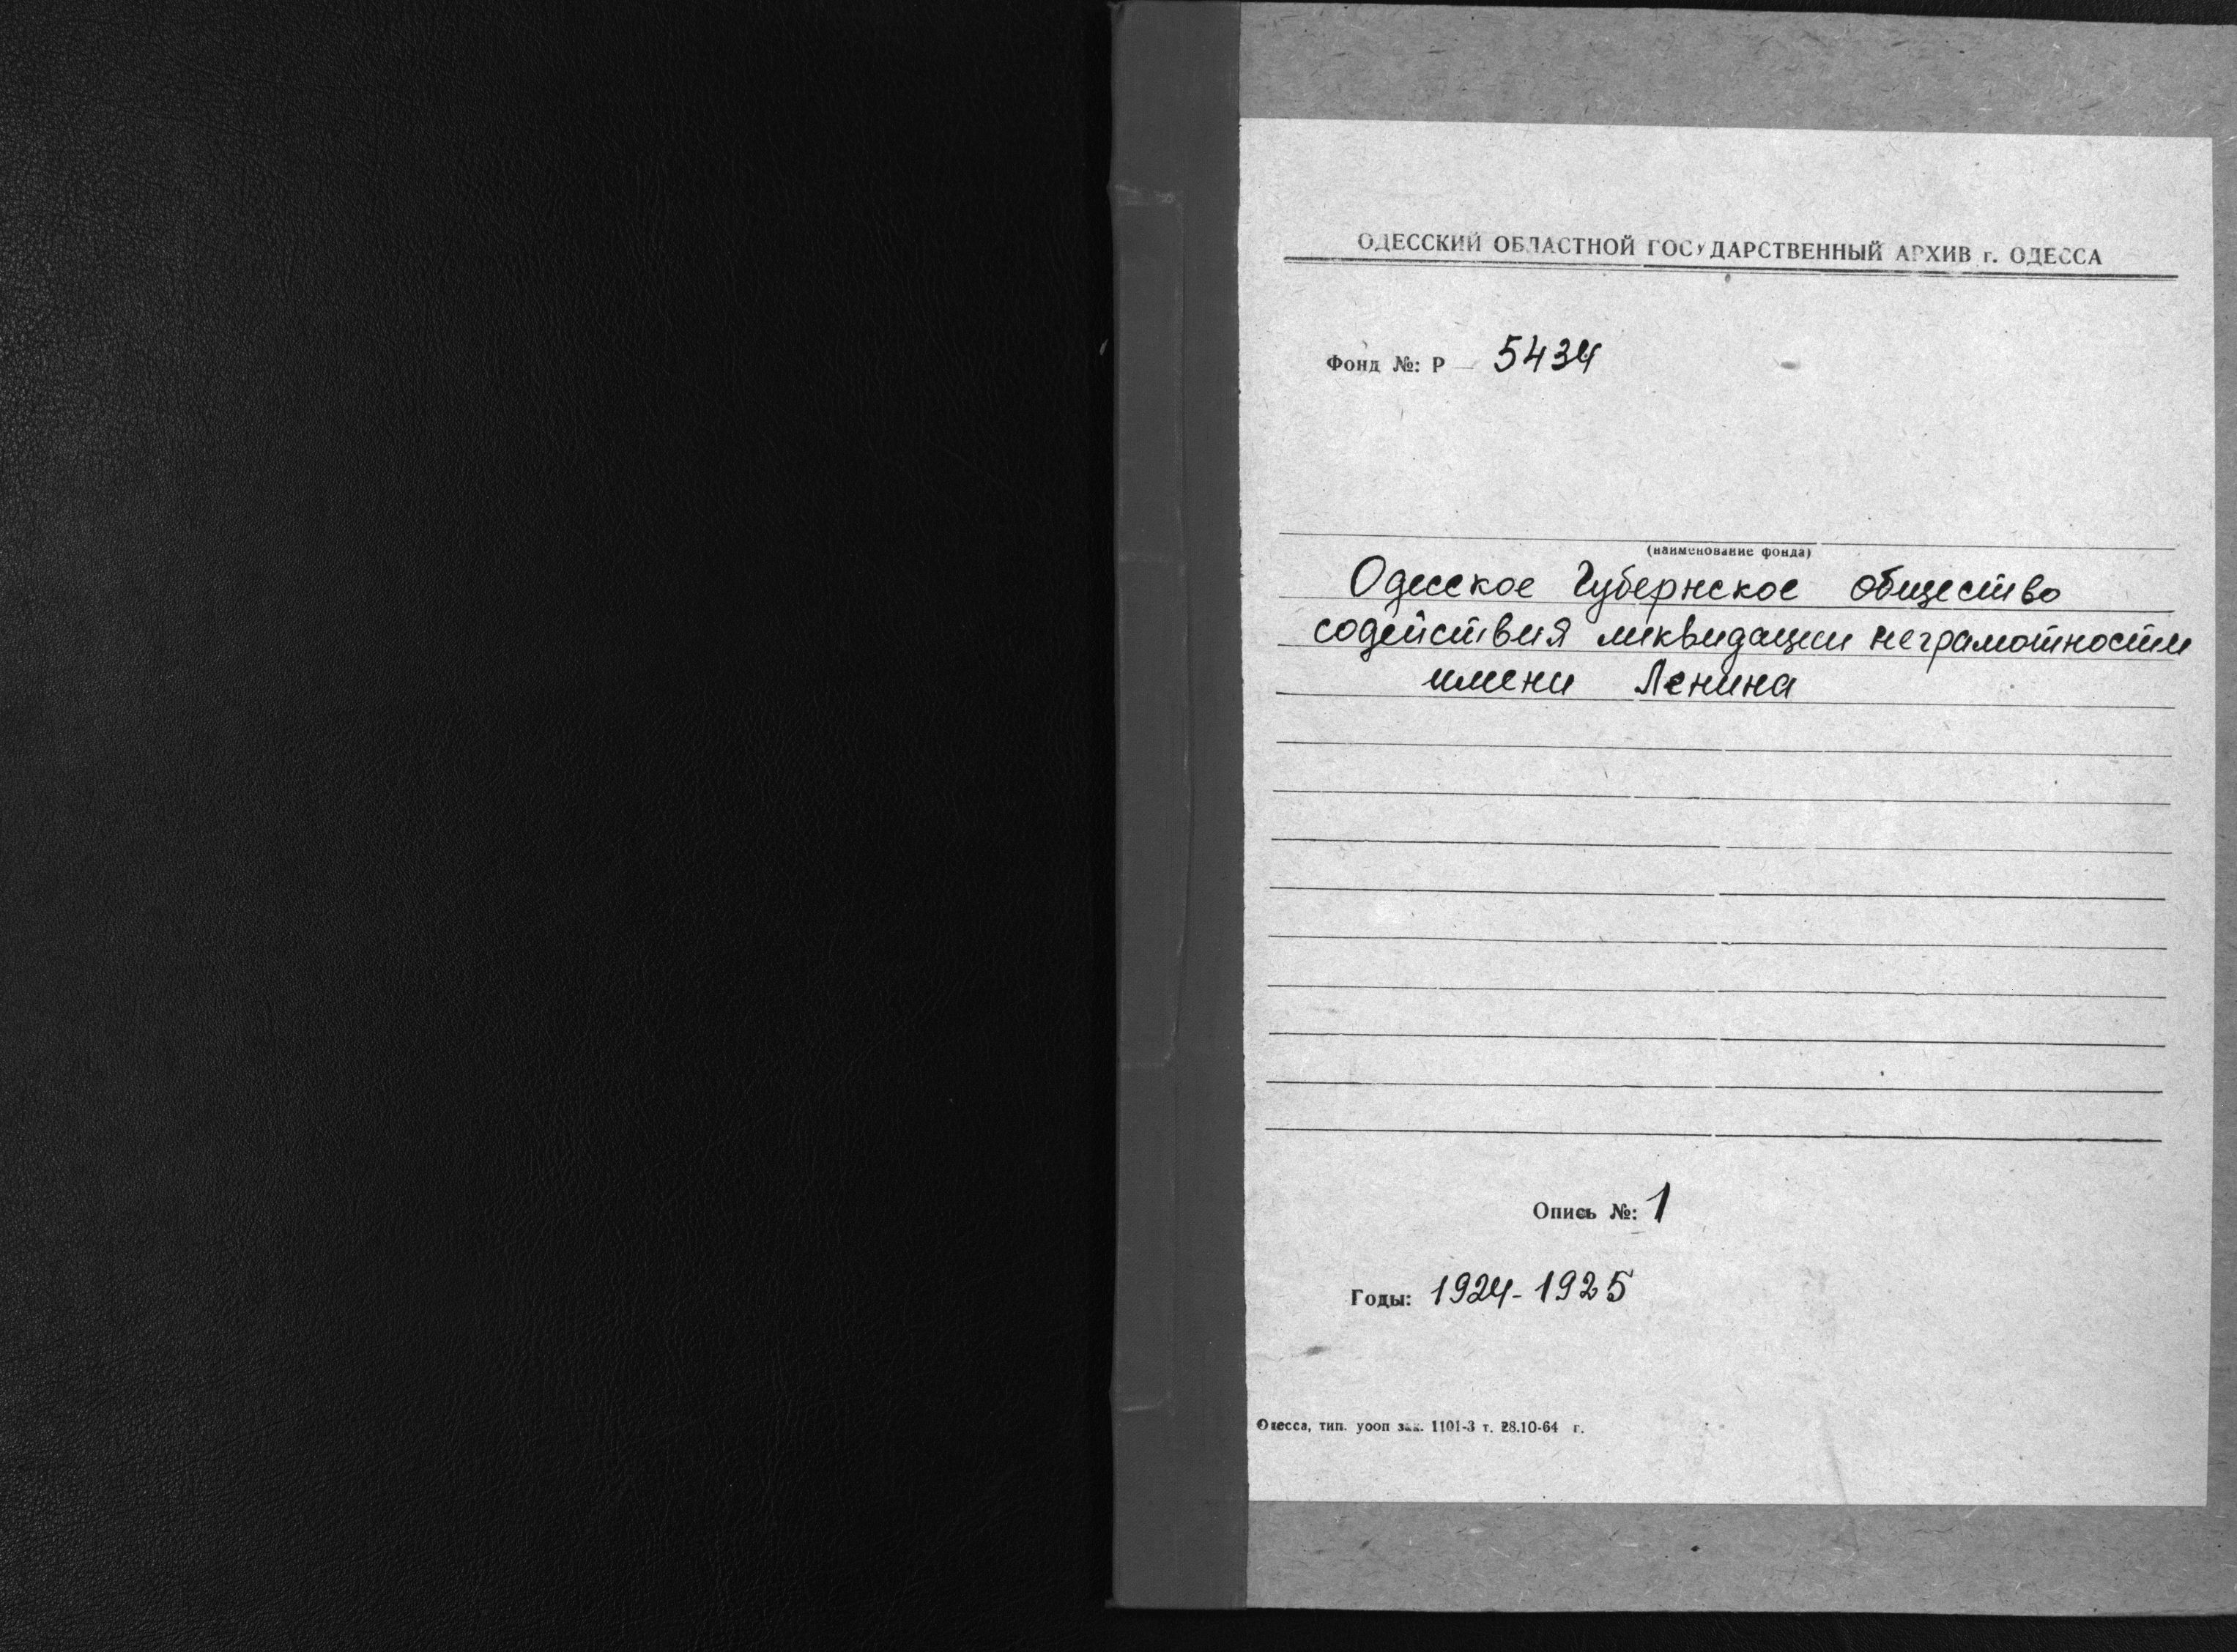 ОДЕССКИЙ ОБЛАСТНОЙ ГОСУДАРСТВЕННЫЙ АРХИВ г. ОДЕССА
Фонд №: Р — 5434
(наименование фонда)
Одесское Губернское общество
содействия ликвидации неграмотности
имени Ленина
Опись №: 1
Годы: 1924-1925
Одесса, тип. уооп зак. 1101-3 т. 28.10-64 г.